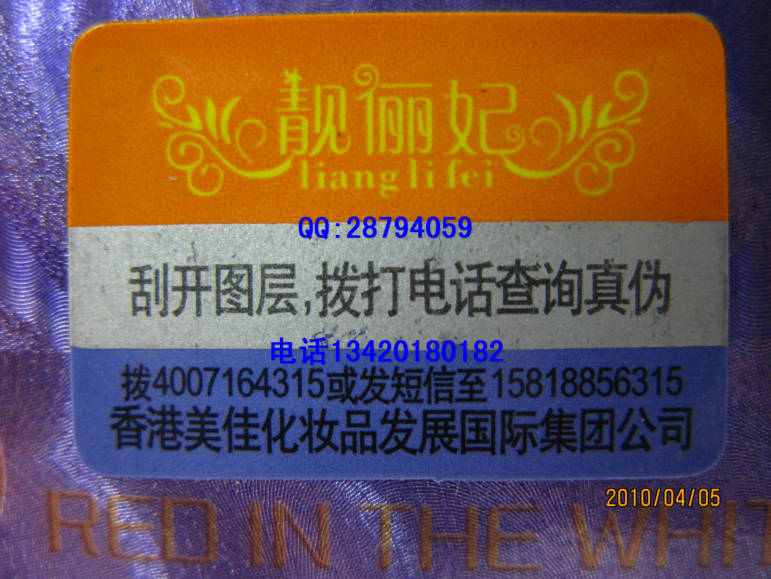 靓俪妃
liang li fei
QQ:28794059
刮开图层,拨打电话查询真伪
电话13420180182
拨4007164315或发短信至15818856315
香港美佳化妆品发展国际集团公司
2010/04/05
RED IN THE WHIT